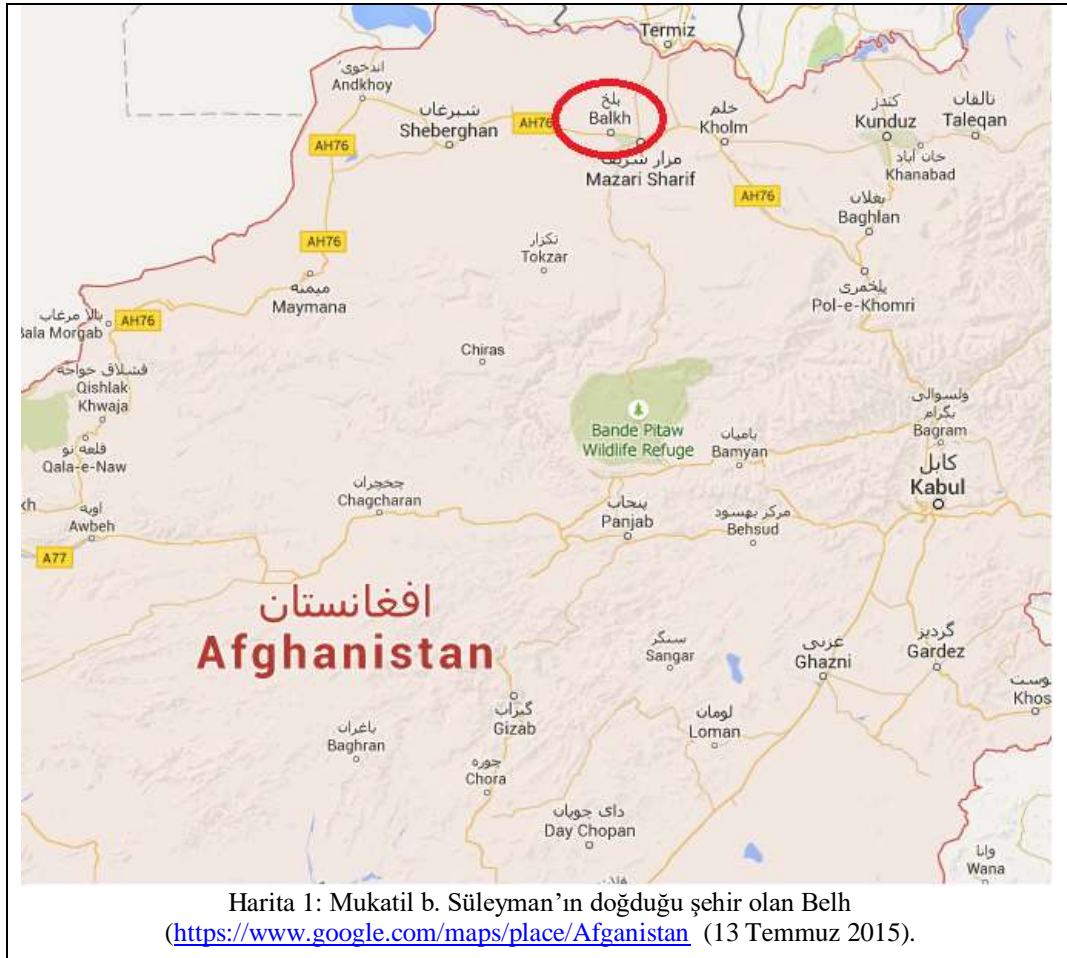 Termiz
اندخوی
Andkhoy
شبرغان
Sheberghan
AH76
بلخ
Balkh
خلم
Kholm
کندز
Kunduz
تالقان
Taleqan
AH76
مزار شریف
Mazari Sharif
خان آباد
Khanabad
AH76
بغلان
Baghlan
AH76
تکزار
Tokzar
میمنه
Maymana
پلخمری
Pol-e-Khomri
بالا مرغاب
Bala Morgab
AH76
Chiras
قشلاق خواجه
Qishlak
Khwaja
ولسوالی
بگرام
Bagram
Bande Pitaw
Wildlife Refuge
بامیان
Bamyan
قلعه نو
Qala-e-Naw
کابل
Kabul
چخچران
Chagcharan
پنجاب
Panjab
مرکز بهسود
Behsud
kh
اوبه
Awbeh
A77
افغانستان
Afghanistan
سنگر
Sangar
غزنی
Ghazni
گردیز
Gardez
Khos
گیزاب
Gizab
لومان
Loman
باغران
Baghran
چوره
Chora
دای چوپان
Day Chopan
وانا
Wana
Harita 1: Mukatil b. Süleyman’ın doğduğu şehir olan Belh
(https://www.google.com/maps/place/Afganistan (13 Temmuz 2015).